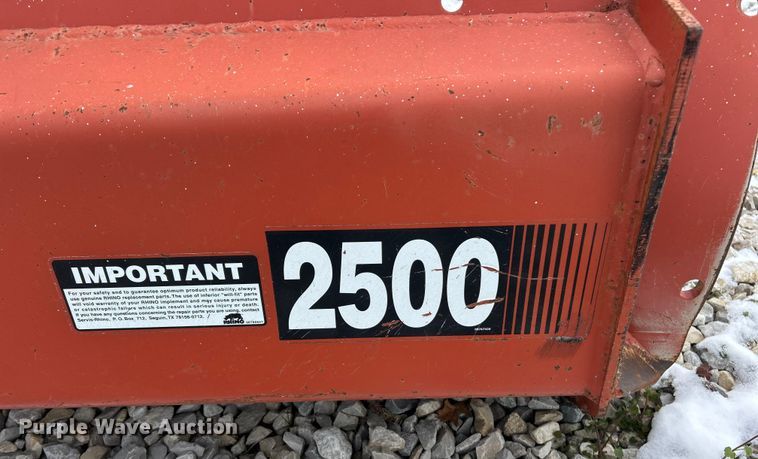 IMPORTANT
For your safety and to guarantee optimum product reliability, always
use genuine RHINO replacement parts. The use of inferior "will-fit" parts
will void warranty of your RHINO implement and may cause premature
or catastrophic failure which can result in serious injury or death.
If you have any questions concerning the repair parts you are using, contact
Servis-Rhino, P.O. Box, 712, Seguin, TX 78156-0712. /
RHINO
2500
Purple Wave Auction